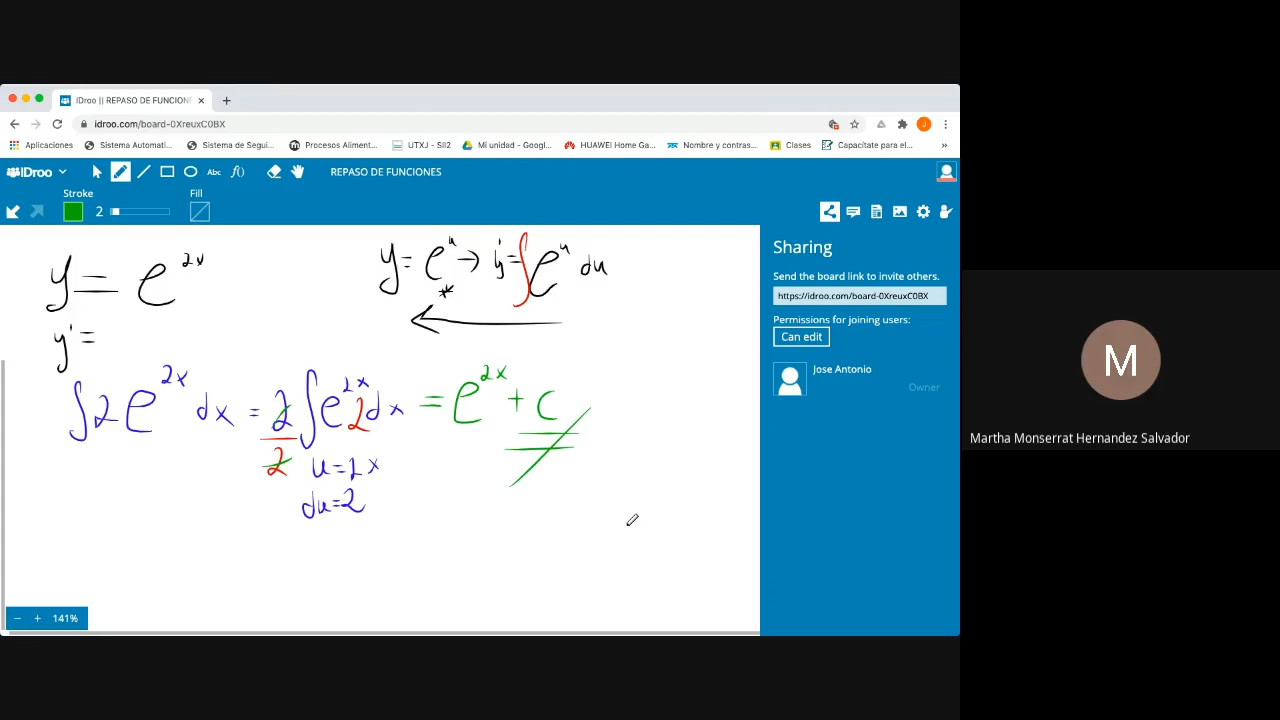 IDroo || REPASO DE FUNCIONE
idroo.com/board-0XreuxC0BX
Aplicaciones Sistema Automati... Sistema de Segui... Procesos Aliment... UTXJ - SII2 Mi unidad - Googl... HUAWEI Home Ga... Nombre y contras... Clases Capacítate para el... »
IDroo Abc f() REPASO DE FUNCIONES
Stroke Fill
2
Sharing
Send the board link to invite others.
https://idroo.com/board-0XreuxC0BX
Permissions for joining users:
Can edit
Jose Antonio
Owner
y = e^{2x}
y = e^u → y' = ∫ e^u du
*
y' =
∫ 2 e^{2x} dx = 2/2 ∫ e^{2x} 2 dx = e^{2x} + c
u = 2x
du = 2
− + 141%
M
Martha Monserrat Hernandez Salvador